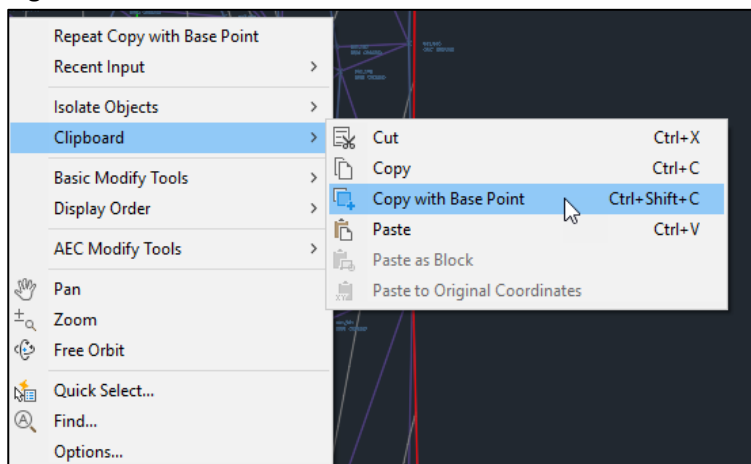 Repeat Copy with Base Point
Recent Input
Isolate Objects
Clipboard
Basic Modify Tools
Display Order
AEC Modify Tools
Pan
Zoom
Free Orbit
Quick Select...
Find...
Options...
Cut Ctrl+X
Copy Ctrl+C
Copy with Base Point Ctrl+Shift+C
Paste Ctrl+V
Paste as Block
Paste to Original Coordinates